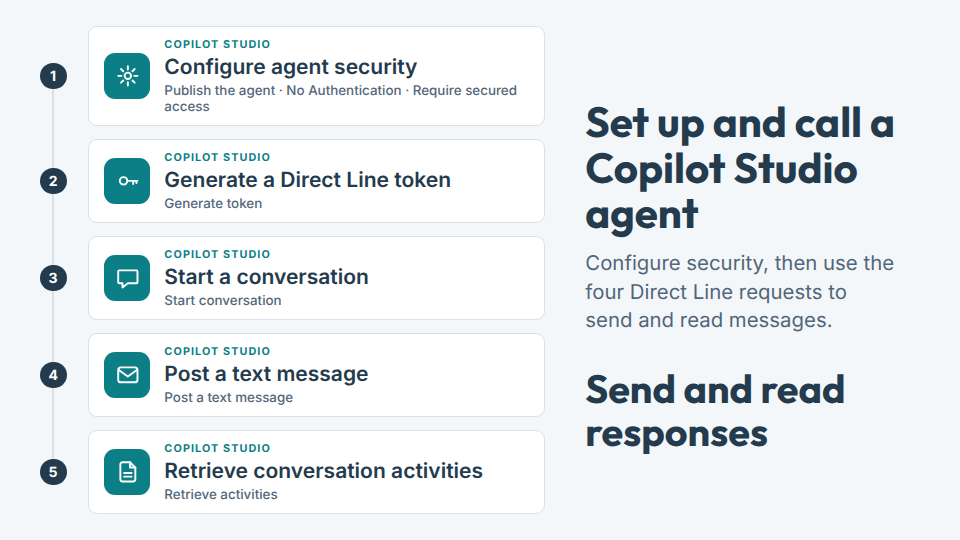 1
COPILOT STUDIO
Configure agent security
Publish the agent · No Authentication · Require secured
access
2
COPILOT STUDIO
Generate a Direct Line token
Generate token
3
COPILOT STUDIO
Start a conversation
Start conversation
4
COPILOT STUDIO
Post a text message
Post a text message
5
COPILOT STUDIO
Retrieve conversation activities
Retrieve activities
Set up and call a
Copilot Studio
agent
Configure security, then use the
four Direct Line requests to
send and read messages.
Send and read
responses